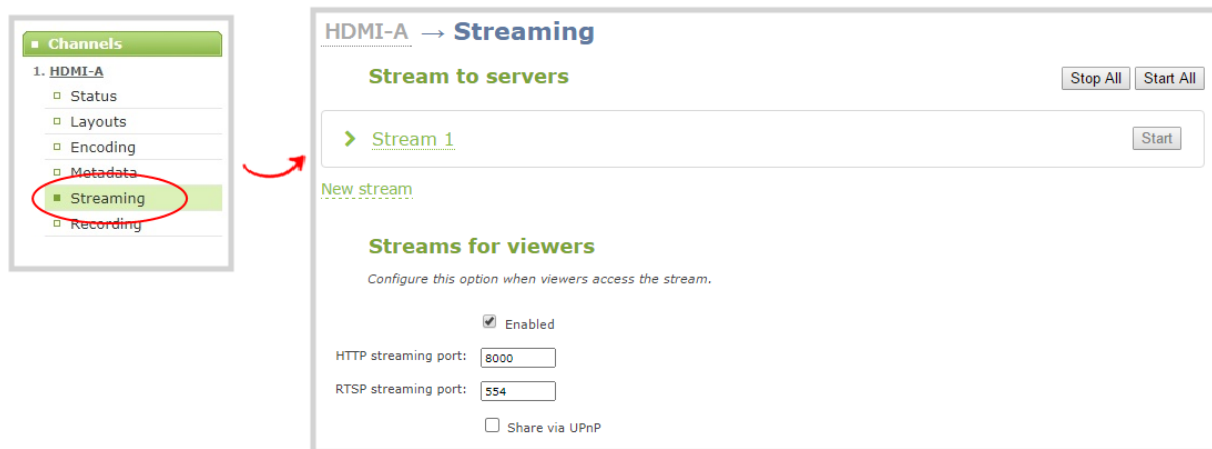 Channels
1. HDMI-A
Status
Layouts
Encoding
Metadata
Streaming
Recording
HDMI-A → Streaming
Stream to servers
Stop All Start All
Stream 1
Start
New stream
Streams for viewers
Configure this option when viewers access the stream.
Enabled
HTTP streaming port: 8000
RTSP streaming port: 554
Share via UPnP